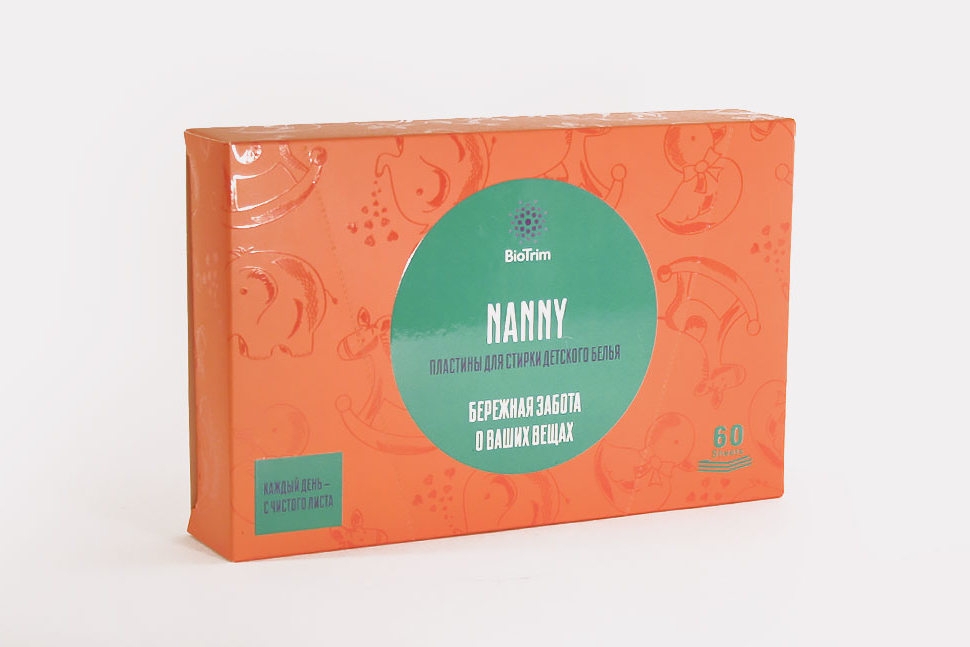 BioTrim
NANNY
ПЛАСТИНЫ ДЛЯ СТИРКИ ДЕТСКОГО БЕЛЬЯ
БЕРЕЖНАЯ ЗАБОТА
О ВАШИХ ВЕЩАХ
60
КАЖДЫЙ ДЕНЬ –
С ЧИСТОГО ЛИСТА